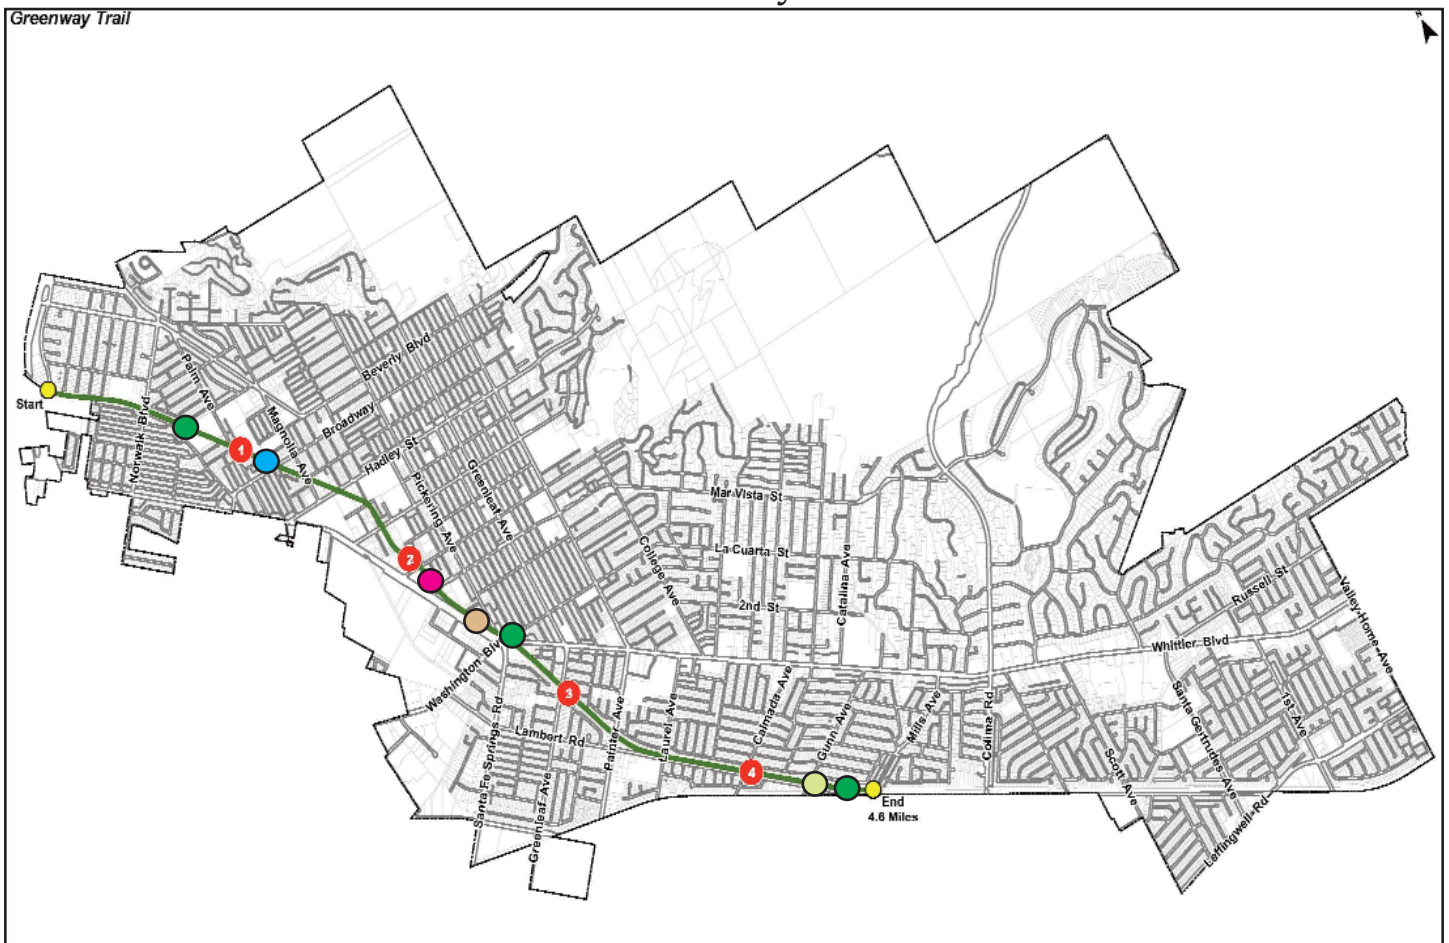 Greenway Trail
Start
Norwalk Blvd
Palm Ave
1
Magnolia Ave
Broadway
Beverly Blvd
Hadley St
Pickering Ave
Greenleaf Ave
2
Mar Vista St
La Cuarta St
College Ave
2nd St
Catalina Ave
Whittier Blvd
Russell St
Valley Home Ave
Washington Blv
3
Santa Fe Springs Rd
Lambert Rd
Greenleaf Ave
Painter Ave
Laurel Ave
Calmada Ave
Gunn Ave
Mills Ave
Colima Rd
Scott Ave
Santa Gertrudes Ave
1st Ave
Leffingwell Rd
4
End
4.6 Miles